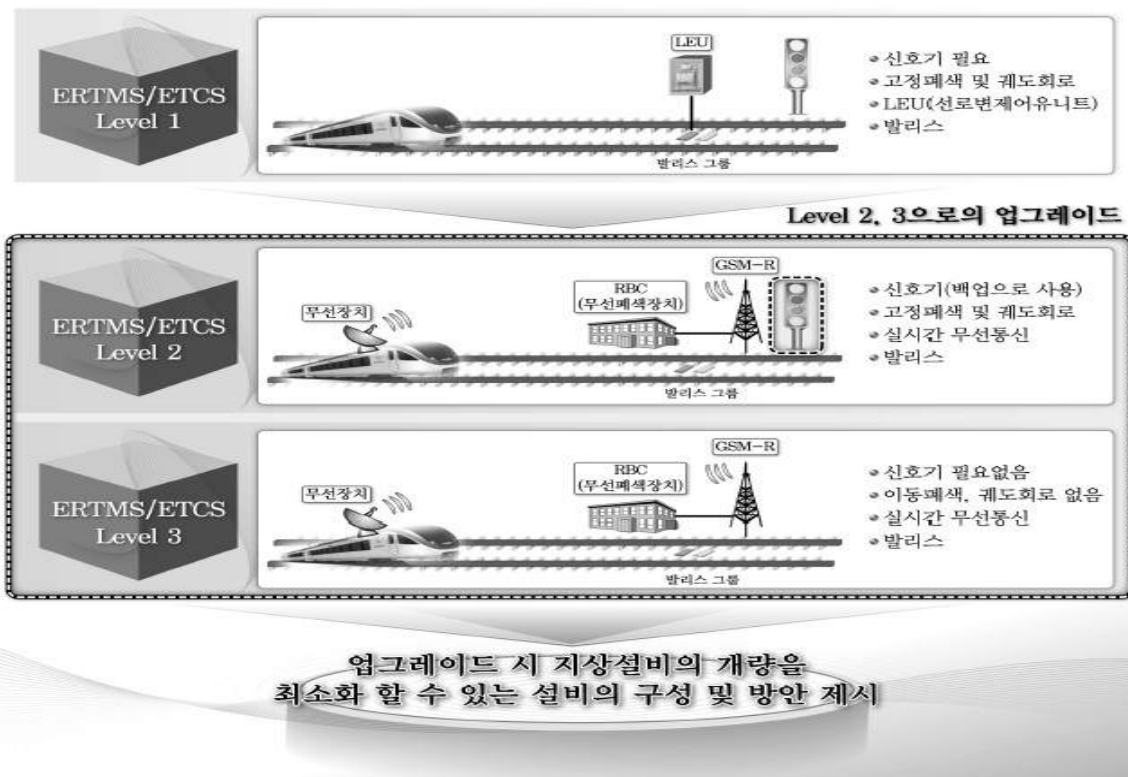 ERTMS/ETCS
Level 1
LEU
발리스 그룹
신호기 필요
고정폐색 및 궤도회로
LEU(선로변제어유니트)
발리스
Level 2, 3으로의 업그레이드
ERTMS/ETCS
Level 2
무선장치
RBC
(무선폐색장치)
GSM-R
발리스 그룹
신호기(백업으로 사용)
고정폐색 및 궤도회로
실시간 무선통신
발리스
ERTMS/ETCS
Level 3
무선장치
RBC
(무선폐색장치)
GSM-R
발리스 그룹
신호기 필요없음
이동폐색, 궤도회로 없음
실시간 무선통신
발리스
업그레이드 시 지상설비의 개량을
최소화 할 수 있는 설비의 구성 및 방안 제시